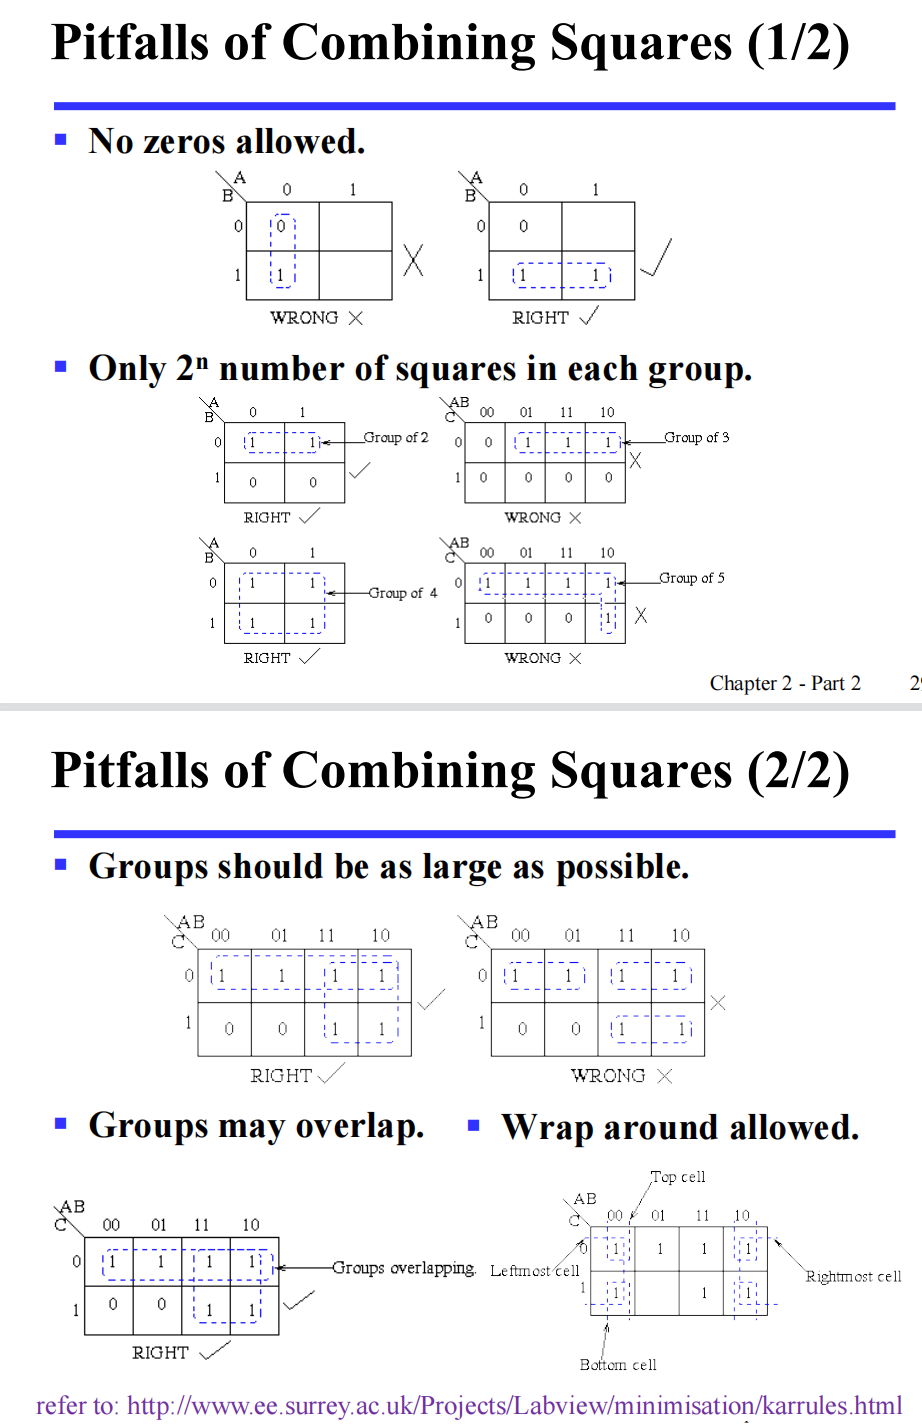 Pitfalls of Combining Squares (1/2)
▪ No zeros allowed.
A
B
0 1
0 0
1 1
WRONG ×
A
B
0 1
0 0
1 1 1
RIGHT ✓
▪ Only 2ⁿ number of squares in each group.
A
B
0 1
0 1 1
1 0 0
Group of 2
RIGHT ✓
AB
C
00 01 11 10
0 0 1 1 1
1 0 0 0 0
Group of 3
WRONG ×
A
B
0 1
0 1 1
1 1 1
Group of 4
RIGHT ✓
AB
C
00 01 11 10
0 1 1 1 1
1 0 0 0 1
Group of 5
WRONG ×
Chapter 2 - Part 2
Pitfalls of Combining Squares (2/2)
▪ Groups should be as large as possible.
AB
C
00 01 11 10
0 1 1 1 1
1 0 0 1 1
RIGHT ✓
AB
C
00 01 11 10
0 1 1 1 1
1 0 0 1 1
WRONG ×
▪ Groups may overlap.
▪ Wrap around allowed.
AB
C
00 01 11 10
0 1 1 1 1
1 0 0 1 1
Groups overlapping.
RIGHT ✓
Top cell
AB
C
00 01 11 10
0 1 1 1 1
1 1 1 1
Leftmost cell
Rightmost cell
Bottom cell
refer to: http://www.ee.surrey.ac.uk/Projects/Labview/minimisation/karrules.html